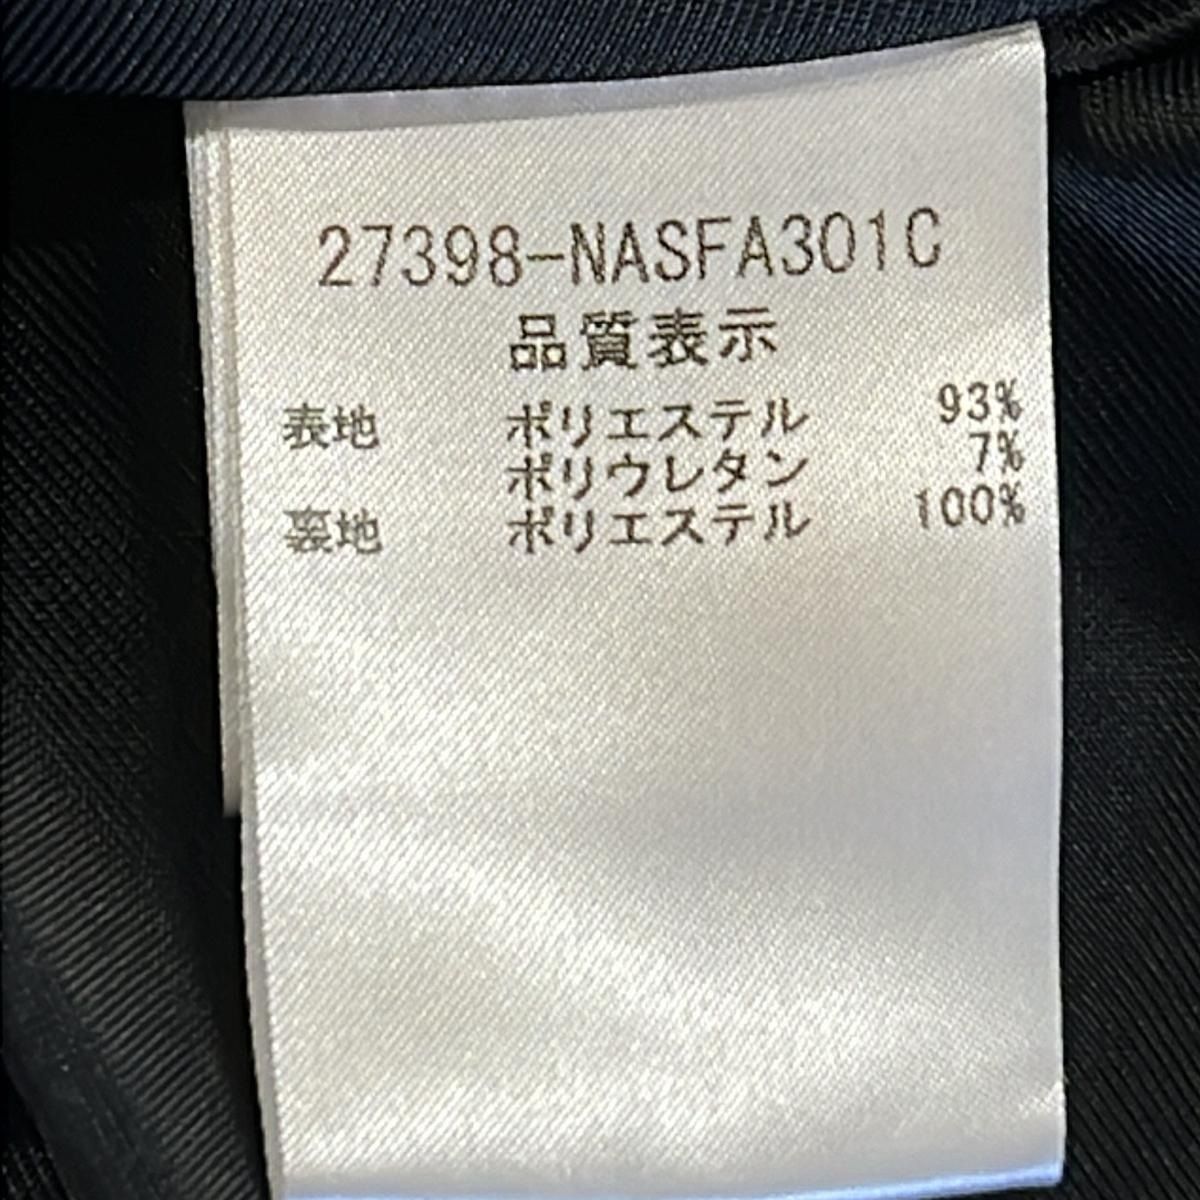 27398-NASFA301C
品質表示
表地 ポリエステル 93%
ポリウレタン 7%
裏地 ポリエステル 100%